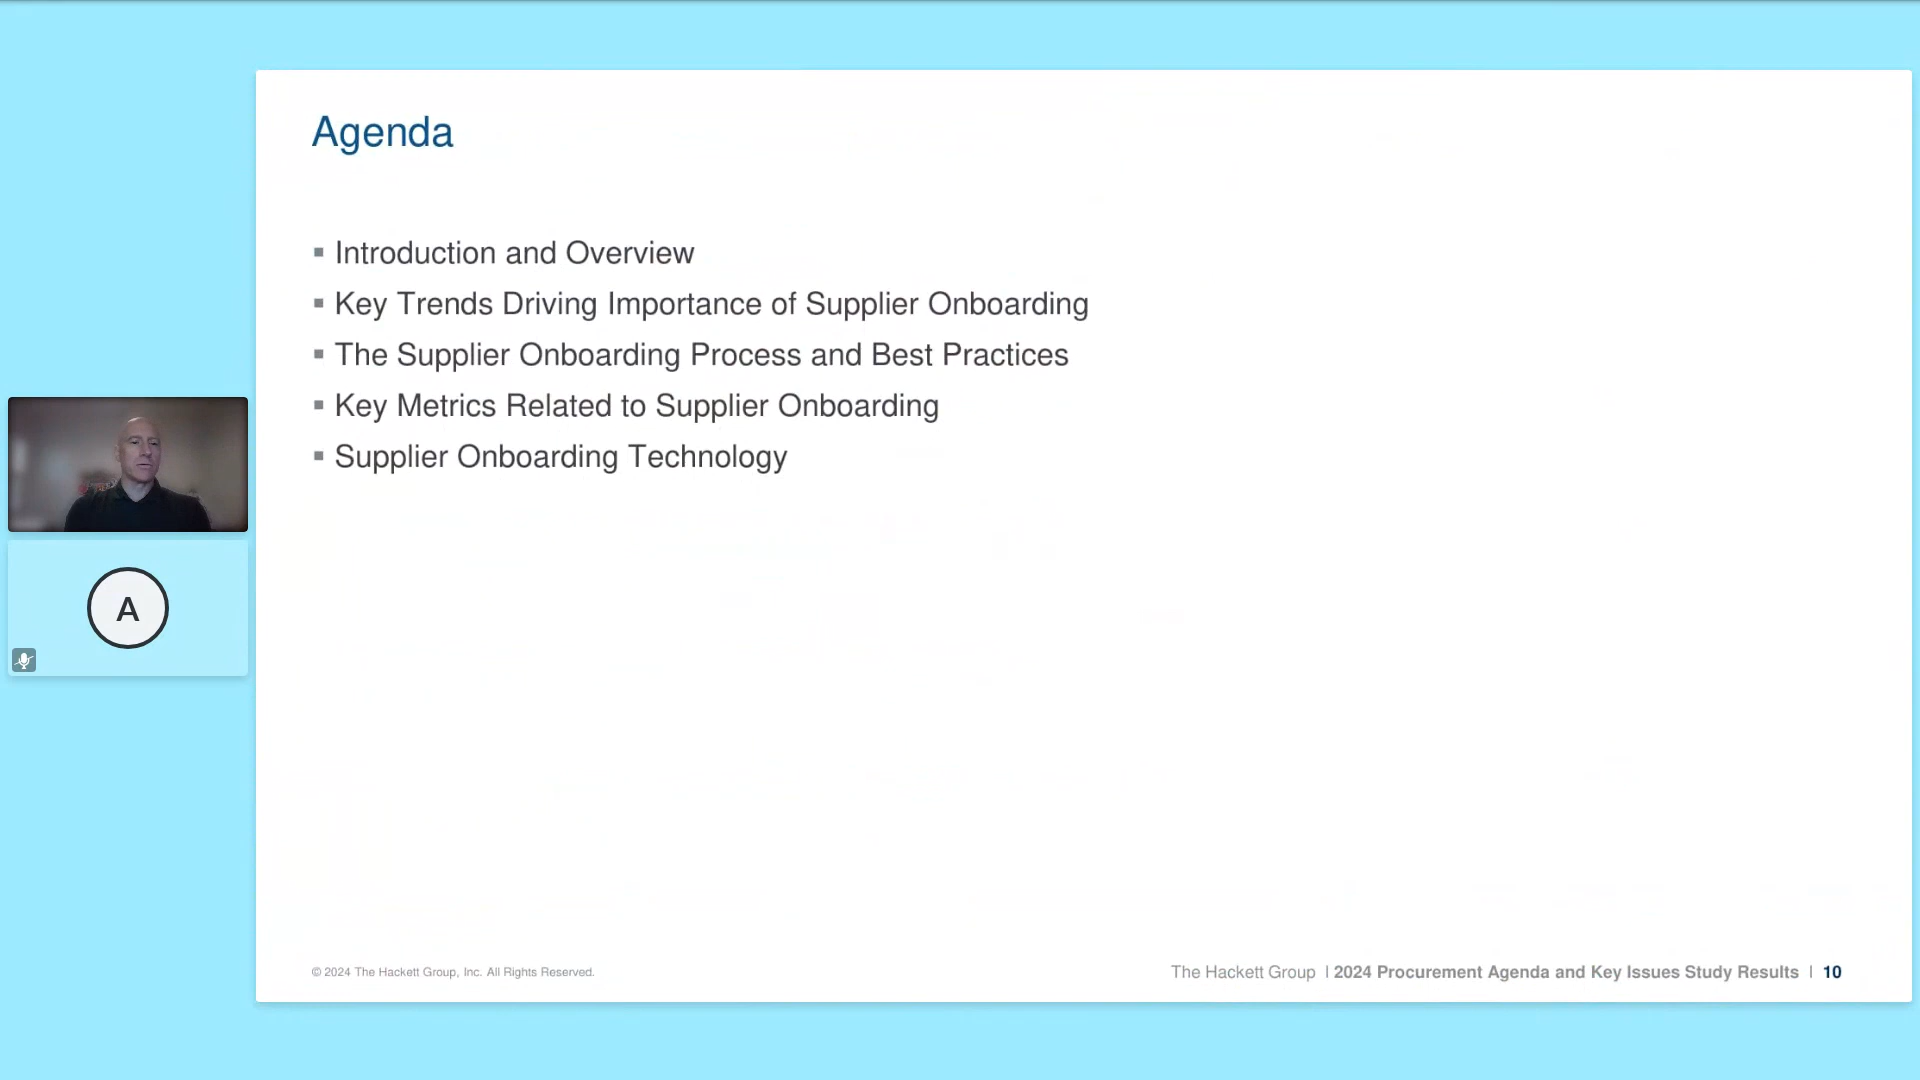 Agenda
▪ Introduction and Overview
▪ Key Trends Driving Importance of Supplier Onboarding
▪ The Supplier Onboarding Process and Best Practices
▪ Key Metrics Related to Supplier Onboarding
▪ Supplier Onboarding Technology
A
© 2024 The Hackett Group, Inc. All Rights Reserved.
The Hackett Group | 2024 Procurement Agenda and Key Issues Study Results | 10